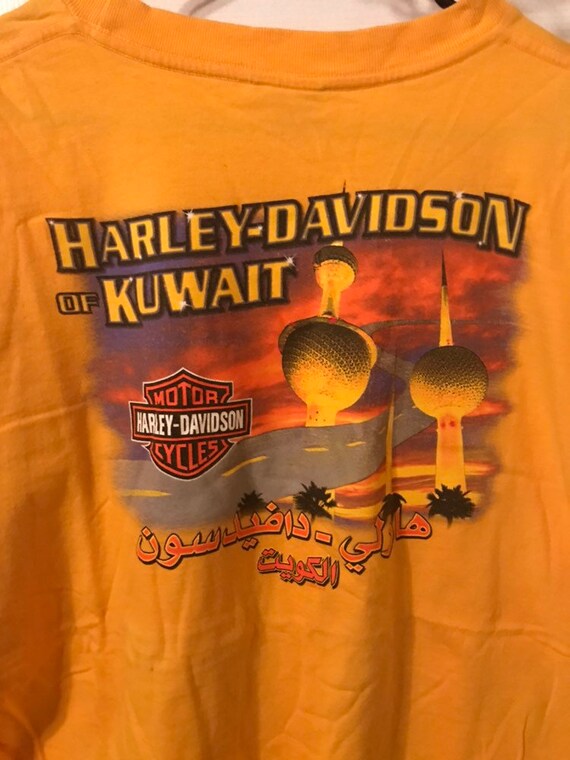 HARLEY-DAVIDSON
OF KUWAIT
MOTOR
HARLEY-DAVIDSON
CYCLES
هارلي - دافيدسون
الكويت